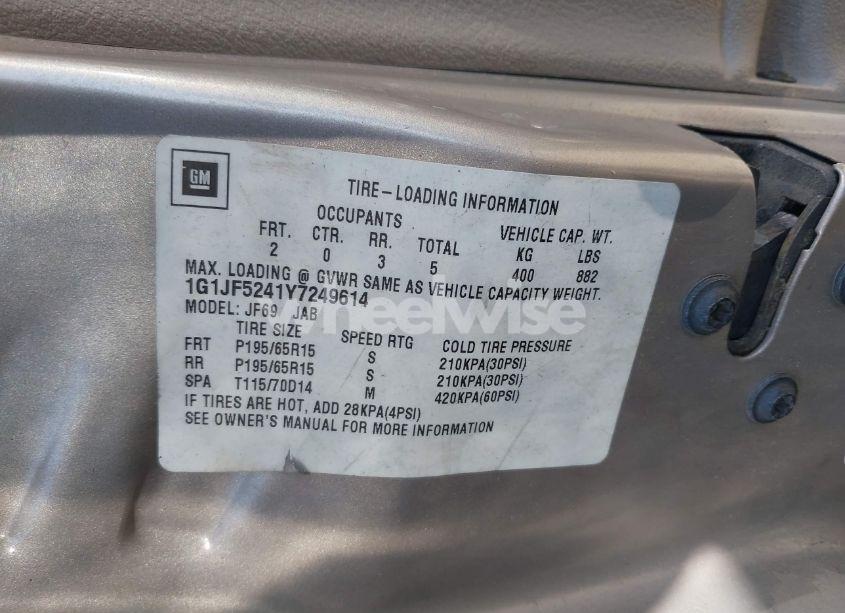 GM
TIRE-LOADING INFORMATION
OCCUPANTS VEHICLE CAP. WT.
FRT. CTR. RR. TOTAL KG LBS
2 0 3 5 400 882
MAX. LOADING @ GVWR SAME AS VEHICLE CAPACITY WEIGHT.
1G1JF5241Y7249614
MODEL: JF69 JAB
TIRE SIZE SPEED RTG COLD TIRE PRESSURE
FRT P195/65R15 S 210KPA(30PSI)
RR P195/65R15 S 210KPA(30PSI)
SPA T115/70D14 M 420KPA(60PSI)
IF TIRES ARE HOT, ADD 28KPA(4PSI)
SEE OWNER'S MANUAL FOR MORE INFORMATION
wheelwise